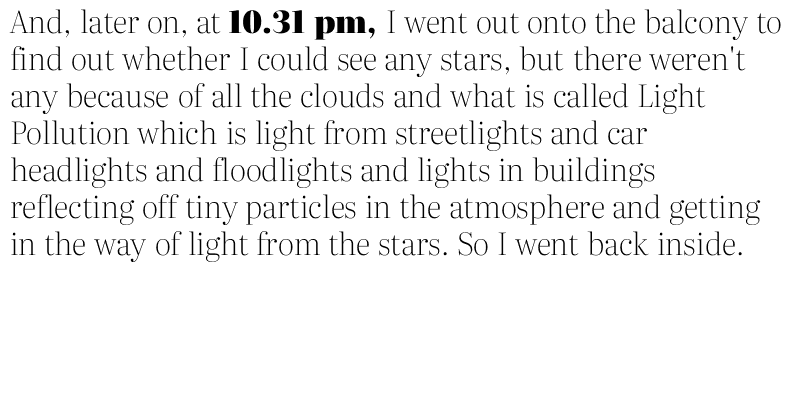 And, later on, at 10.31 pm, I went out onto the balcony to
find out whether I could see any stars, but there weren't
any because of all the clouds and what is called Light
Pollution which is light from streetlights and car
headlights and floodlights and lights in buildings
reflecting off tiny particles in the atmosphere and getting
in the way of light from the stars. So I went back inside.